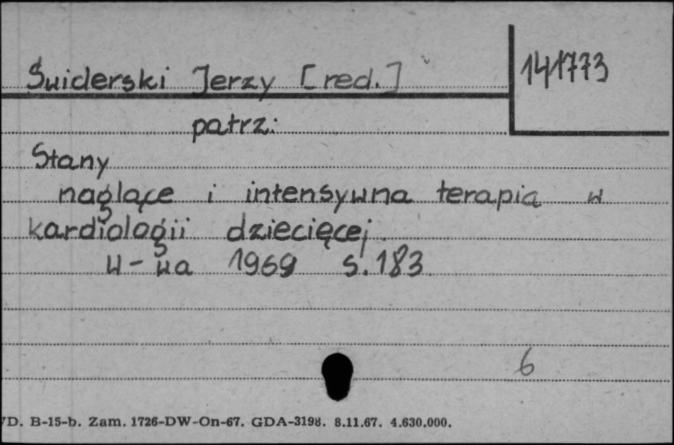 Świderski Jerzy [red.] 141773
patrz:
Stany
naglące i intensywna terapia w
kardiologii dziecięcej
W-wa 1969 s. 183
6
D. B-15-b. Zam. 1726-DW-On-67. GDA-3198. 8.11.67. 4.630.000.